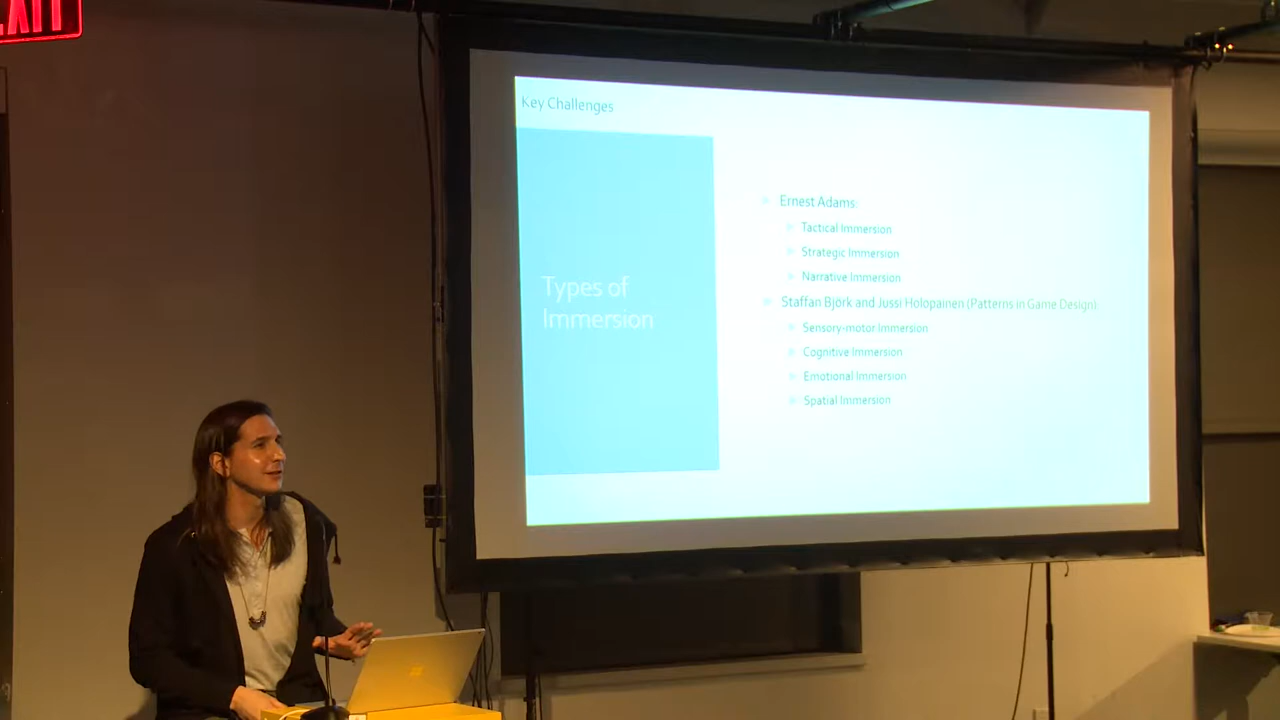 EXIT
Key Challenges
Types of
Immersion
Ernest Adams:
Tactical Immersion
Strategic Immersion
Narrative Immersion
Staffan Björk and Jussi Holopainen (Patterns in Game Design)
Sensory-motor Immersion
Cognitive Immersion
Emotional Immersion
Spatial Immersion